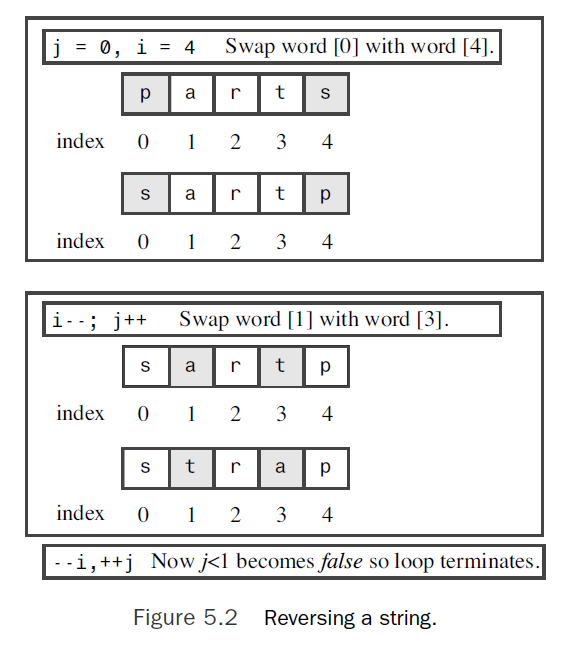 j = 0, i = 4 Swap word [0] with word [4].
p a r t s
index 0 1 2 3 4
s a r t p
index 0 1 2 3 4
i--; j++ Swap word [1] with word [3].
s a r t p
index 0 1 2 3 4
s t r a p
index 0 1 2 3 4
--i,++j Now j<1 becomes false so loop terminates.
Figure 5.2 Reversing a string.